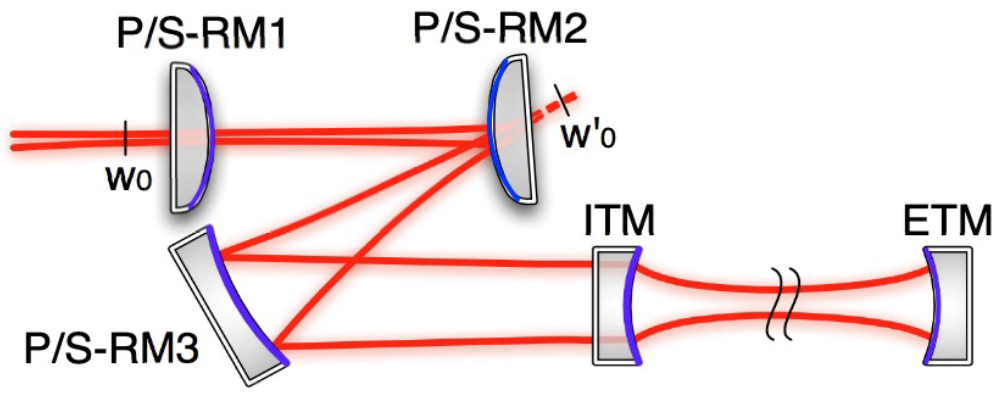 P/S-RM1
P/S-RM2
w₀
w'₀
ITM
ETM
P/S-RM3